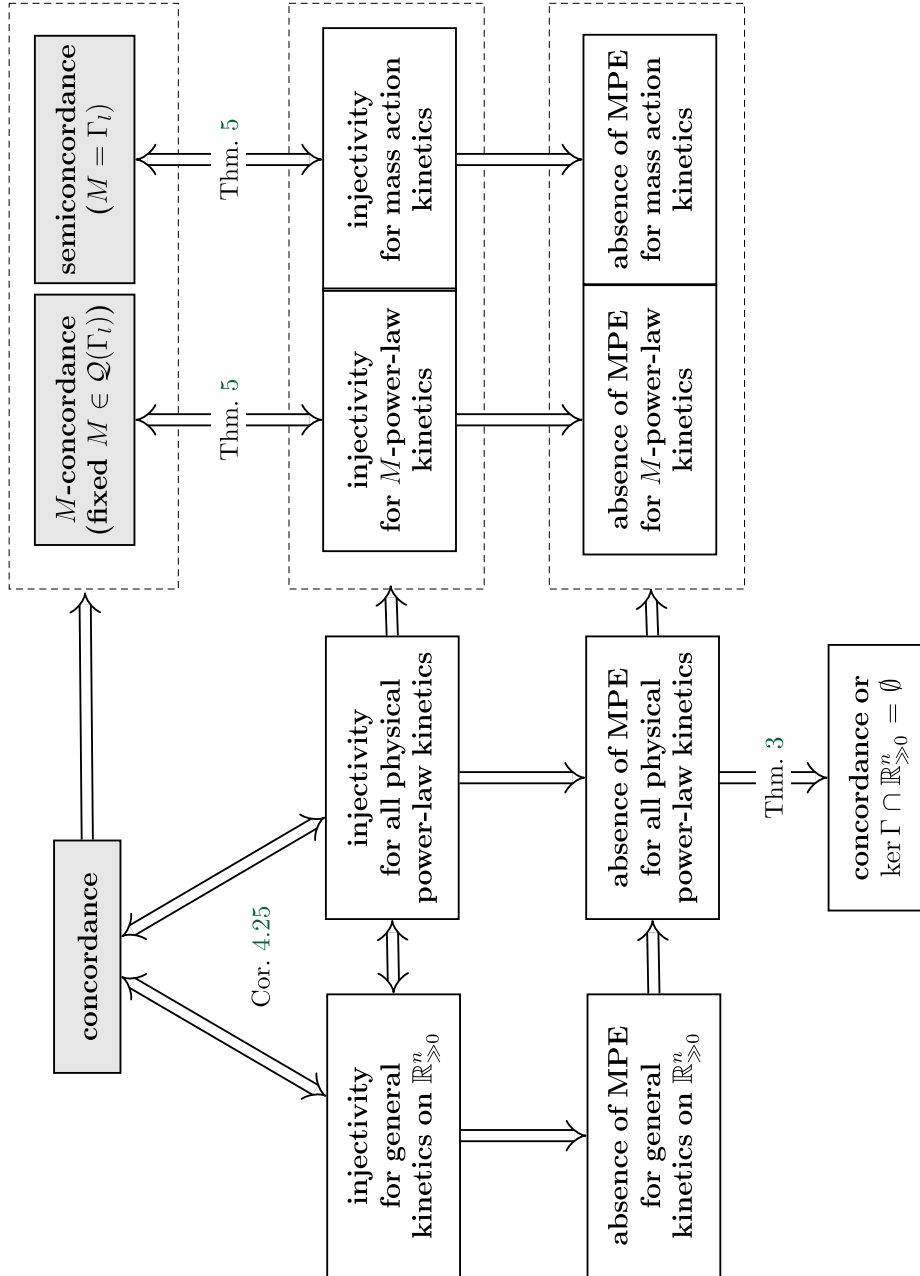 concordance
M-concordance
(fixed M ∈ 𝒬(Γ_l))
semiconcordance
(M = Γ_l)
Cor. 4.25
Thm. 5
Thm. 5
injectivity
for general
kinetics on ℝⁿ_≫0
injectivity
for all physical
power-law kinetics
injectivity
for M-power-law
kinetics
injectivity
for mass action
kinetics
absence of MPE
for general
kinetics on ℝⁿ_≫0
absence of MPE
for all physical
power-law kinetics
absence of MPE
for M-power-law
kinetics
absence of MPE
for mass action
kinetics
Thm. 3
concordance or
ker Γ ∩ ℝⁿ_≫0 = ∅